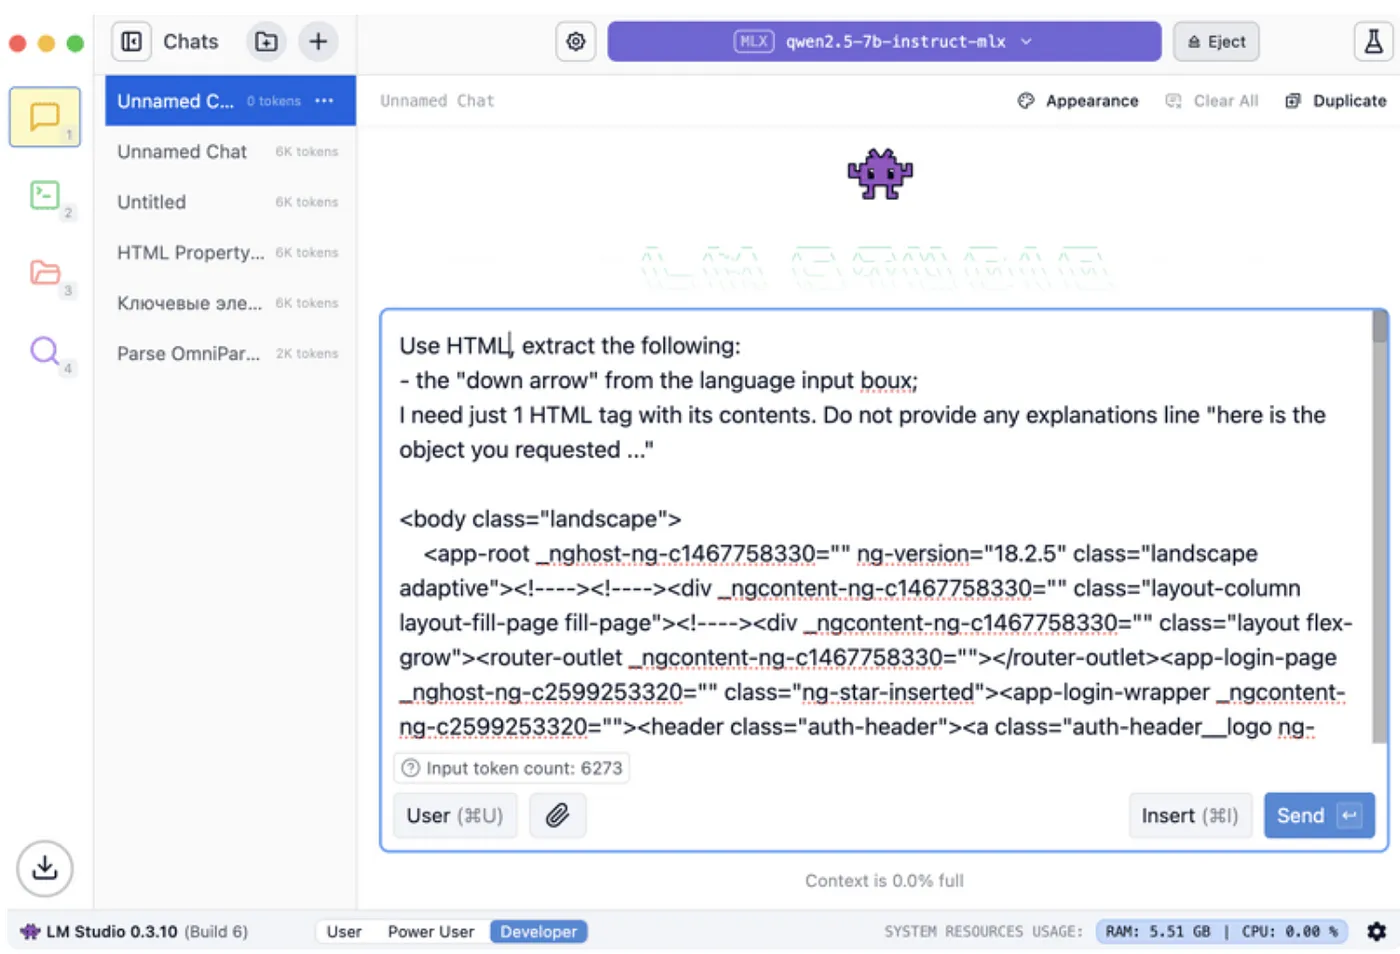 Chats
MLX qwen2.5-7b-instruct-mlx
Eject
Unnamed C... 0 tokens ...
Unnamed Chat 6K tokens
Untitled 6K tokens
HTML Property... 6K tokens
Ключевые эле... 6K tokens
Parse OmniPar... 2K tokens
1
2
3
4
Unnamed Chat
Appearance
Clear All
Duplicate
LM STUDIO
Use HTML, extract the following:
- the "down arrow" from the language input boux;
I need just 1 HTML tag with its contents. Do not provide any explanations line "here is the
object you requested ..."
<body class="landscape">
<app-root _nghost-ng-c1467758330="" ng-version="18.2.5" class="landscape
adaptive"><!----><!----><div _ngcontent-ng-c1467758330="" class="layout-column
layout-fill-page fill-page"><!----><div _ngcontent-ng-c1467758330="" class="layout flex-
grow"><router-outlet _ngcontent-ng-c1467758330=""></router-outlet><app-login-page
_nghost-ng-c2599253320="" class="ng-star-inserted"><app-login-wrapper _ngcontent-
ng-c2599253320=""><header class="auth-header"><a class="auth-header__logo ng-
Input token count: 6273
User (⌘U)
Insert (⌘I)
Send
Context is 0.0% full
LM Studio 0.3.10 (Build 6)
User Power User Developer
SYSTEM RESOURCES USAGE: RAM: 5.51 GB | CPU: 0.00 %